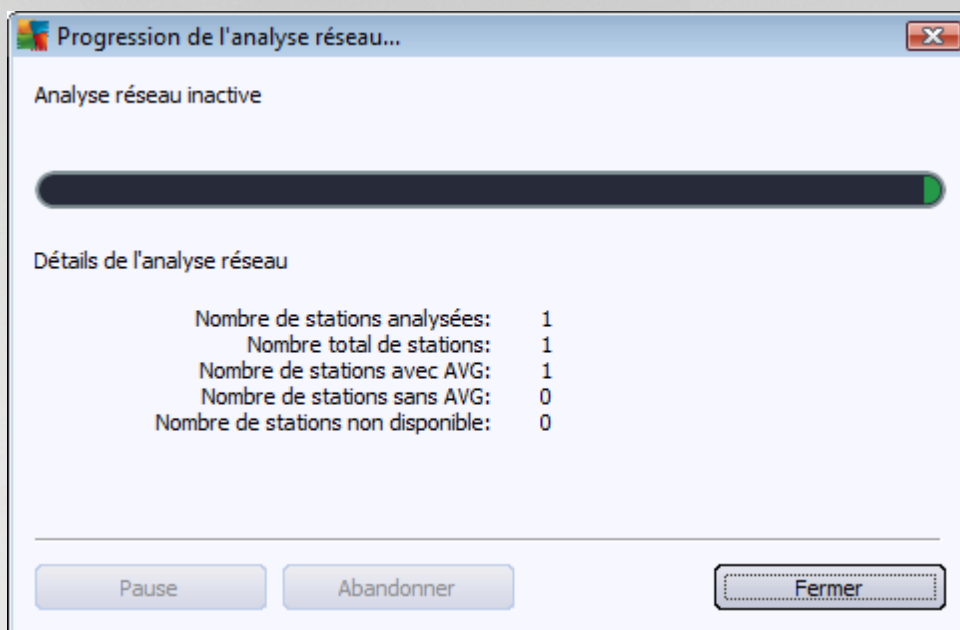 Progression de l'analyse réseau...
Analyse réseau inactive
Détails de l'analyse réseau
Nombre de stations analysées: 1
Nombre total de stations: 1
Nombre de stations avec AVG: 1
Nombre de stations sans AVG: 0
Nombre de stations non disponible: 0
Pause Abandonner Fermer